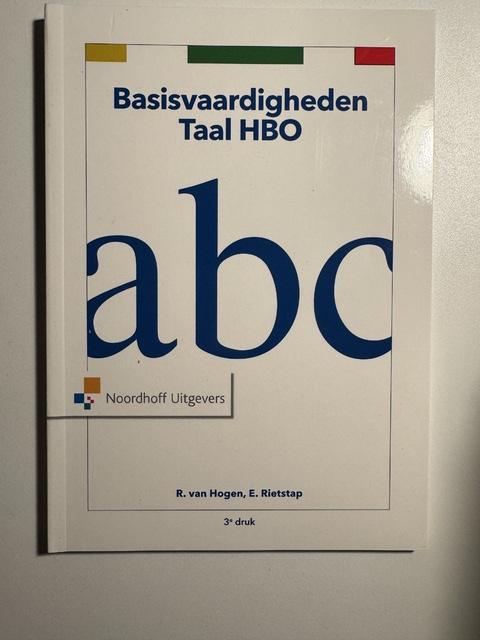 Basisvaardigheden
Taal HBO
abc
Noordhoff Uitgevers
R. van Hogen, E. Rietstap
3e druk